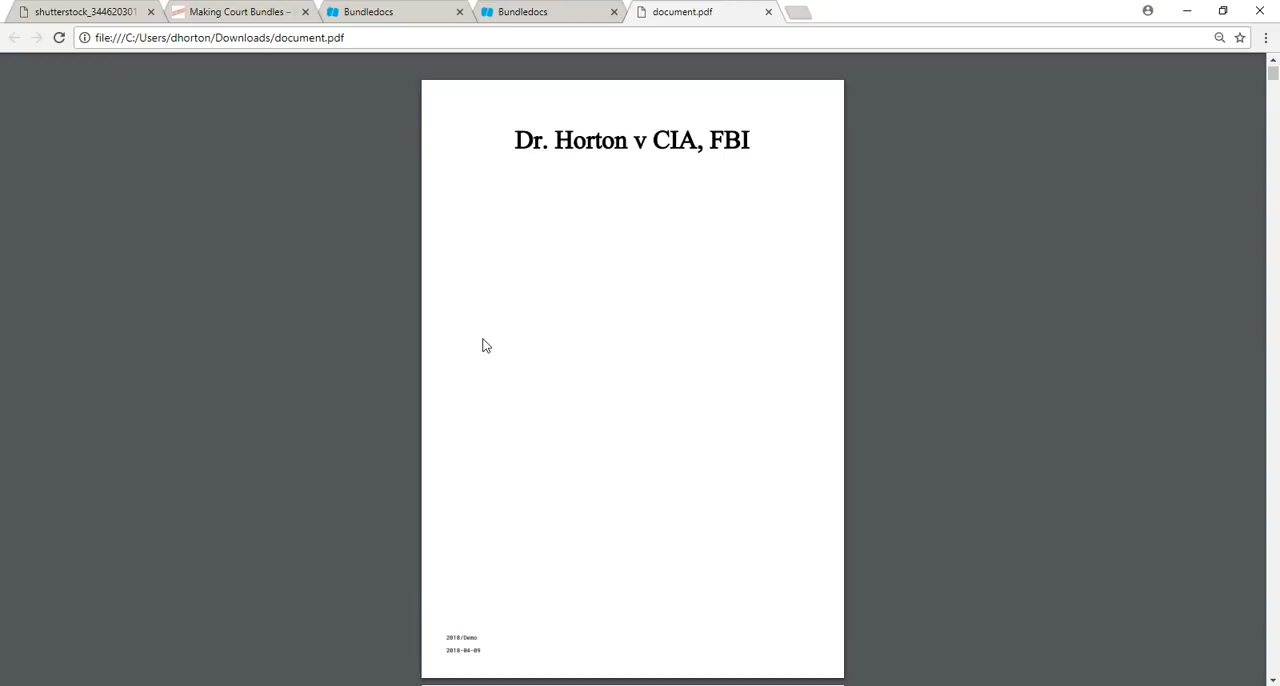 shutterstock_344620301
Making Court Bundles –
Bundledocs
Bundledocs
document.pdf
file:///C:/Users/dhorton/Downloads/document.pdf
Dr. Horton v CIA, FBI
2018/Demo
2018-04-09